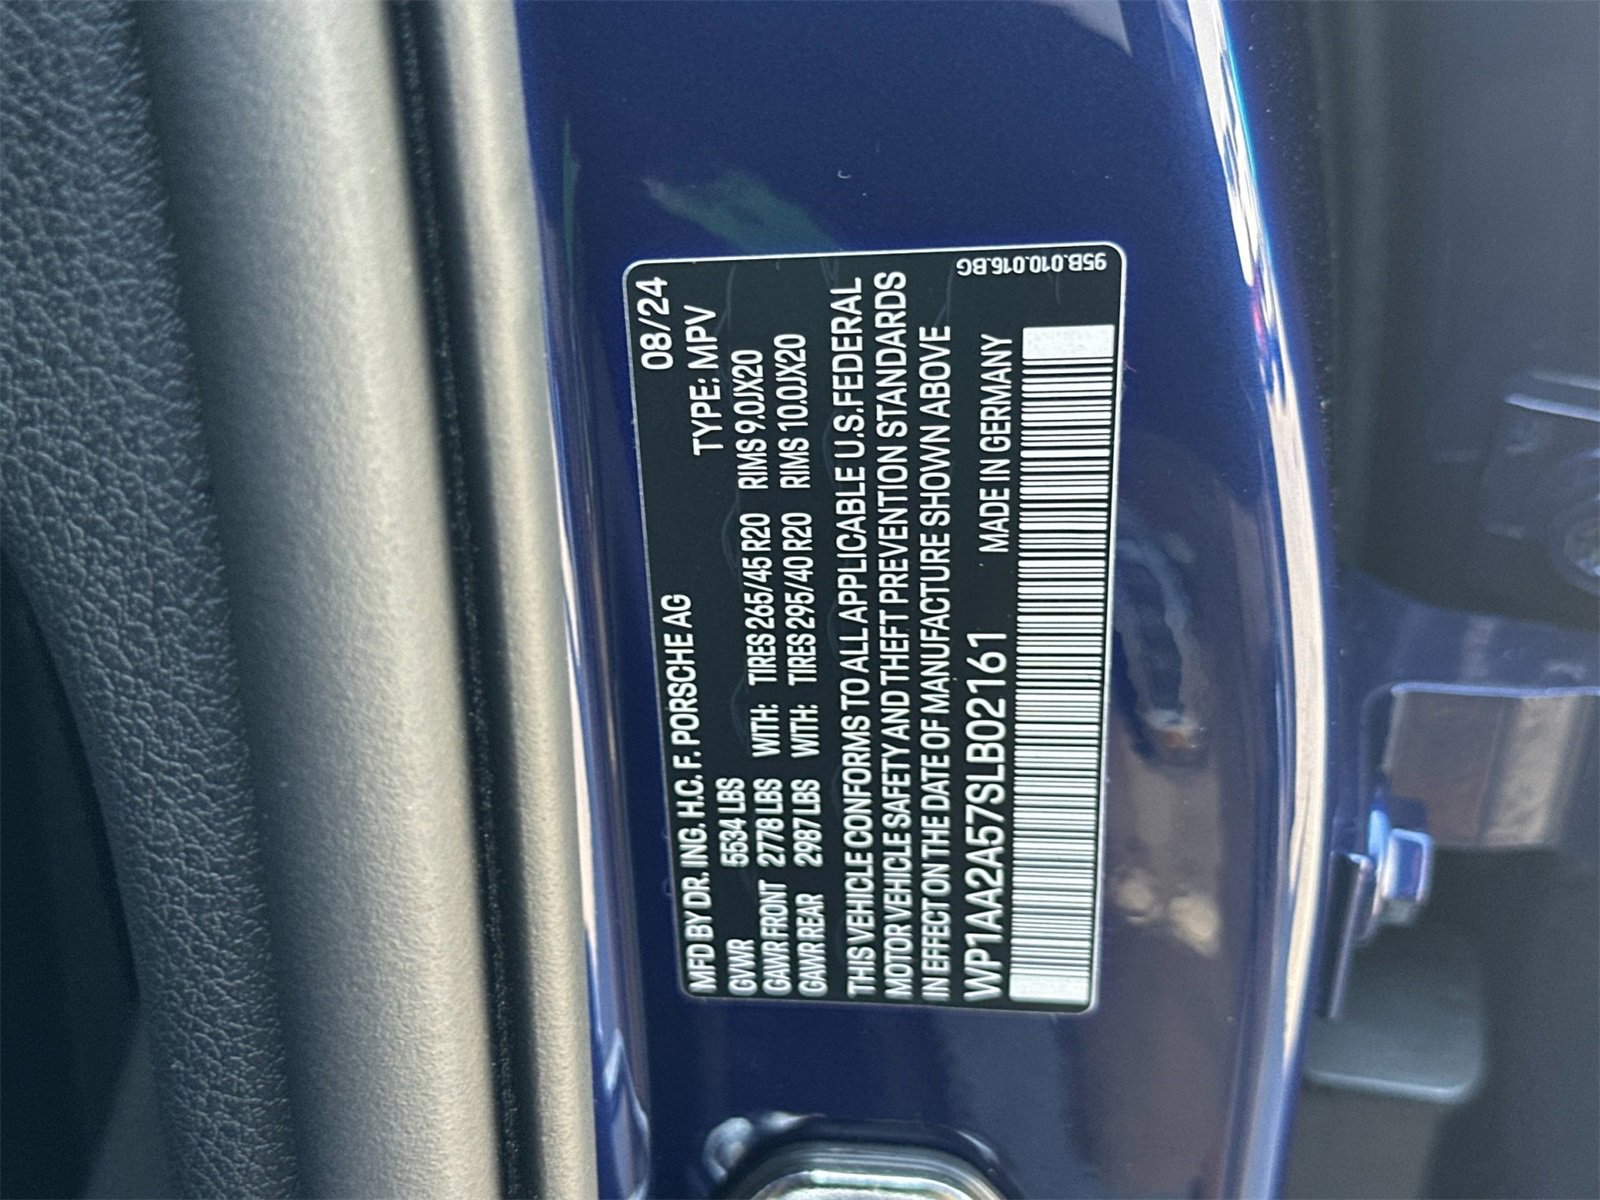 MFD BY DR. ING. H.C. F. PORSCHE AG 08/24
GVWR 5534 LBS TYPE: MPV
GAWR FRONT 2778 LBS WITH: TIRES 265/45 R20 RIMS 9.0JX20
GAWR REAR 2987 LBS WITH: TIRES 295/40 R20 RIMS 10.0JX20
THIS VEHICLE CONFORMS TO ALL APPLICABLE U.S. FEDERAL
MOTOR VEHICLE SAFETY AND THEFT PREVENTION STANDARDS
IN EFFECT ON THE DATE OF MANUFACTURE SHOWN ABOVE
WP1AA2A57SLB02161 MADE IN GERMANY
95B.010.016.BG